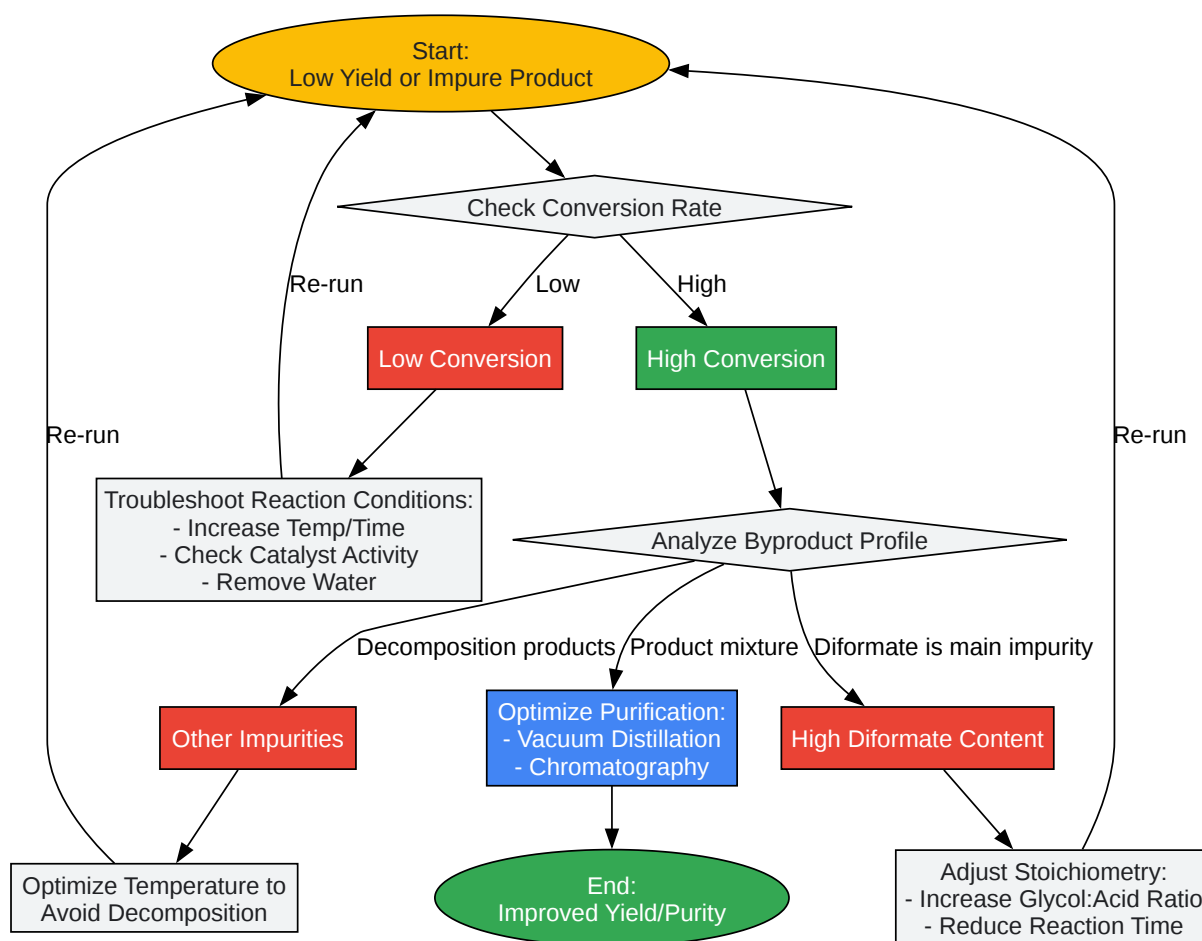 Start:
Low Yield or Impure Product
Check Conversion Rate
Re-run
Low
High
Low Conversion
High Conversion
Re-run
Re-run
Troubleshoot Reaction Conditions:
- Increase Temp/Time
- Check Catalyst Activity
- Remove Water
Analyze Byproduct Profile
Decomposition products
Product mixture
Diformate is main impurity
Other Impurities
Optimize Purification:
- Vacuum Distillation
- Chromatography
High Diformate Content
Optimize Temperature to
Avoid Decomposition
End:
Improved Yield/Purity
Adjust Stoichiometry:
- Increase Glycol:Acid Ratio
- Reduce Reaction Time